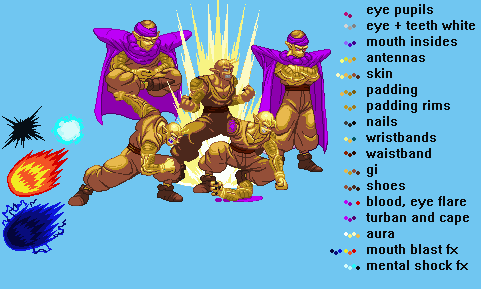 eye pupils
eye + teeth white
mouth insides
antennas
skin
padding
padding rims
nails
wristbands
waistband
gi
shoes
blood, eye flare
turban and cape
aura
mouth blast fx
mental shock fx